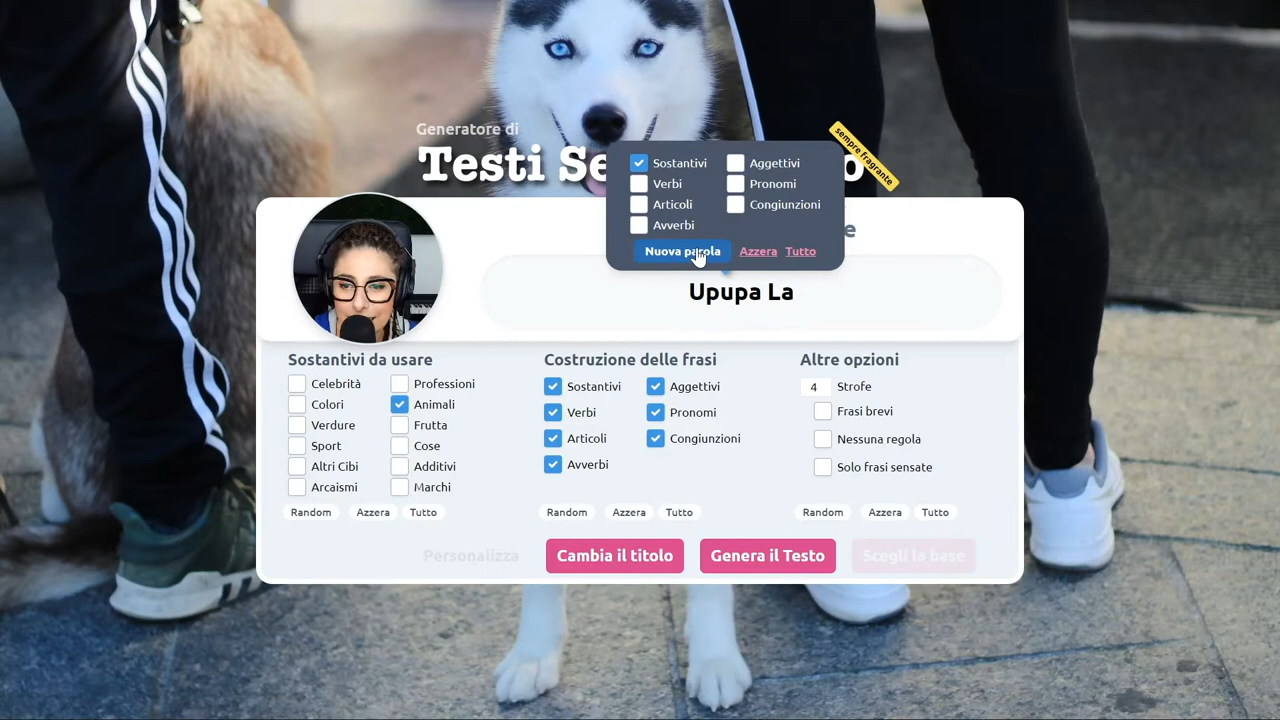 Generatore di
Testi Se
o
sempre fragrante
Sostantivi
Aggettivi
Verbi
Pronomi
Articoli
Congiunzioni
Avverbi
Nuova parola
Azzera
Tutto
e
Upupa La
Sostantivi da usare
Celebrità
Professioni
Colori
Animali
Verdure
Frutta
Sport
Cose
Altri Cibi
Additivi
Arcaismi
Marchi
Random
Azzera
Tutto
Costruzione delle frasi
Sostantivi
Aggettivi
Verbi
Pronomi
Articoli
Congiunzioni
Avverbi
Random
Azzera
Tutto
Altre opzioni
4 Strofe
Frasi brevi
Nessuna regola
Solo frasi sensate
Random
Azzera
Tutto
Personalizza
Cambia il titolo
Genera il Testo
Scegli la base